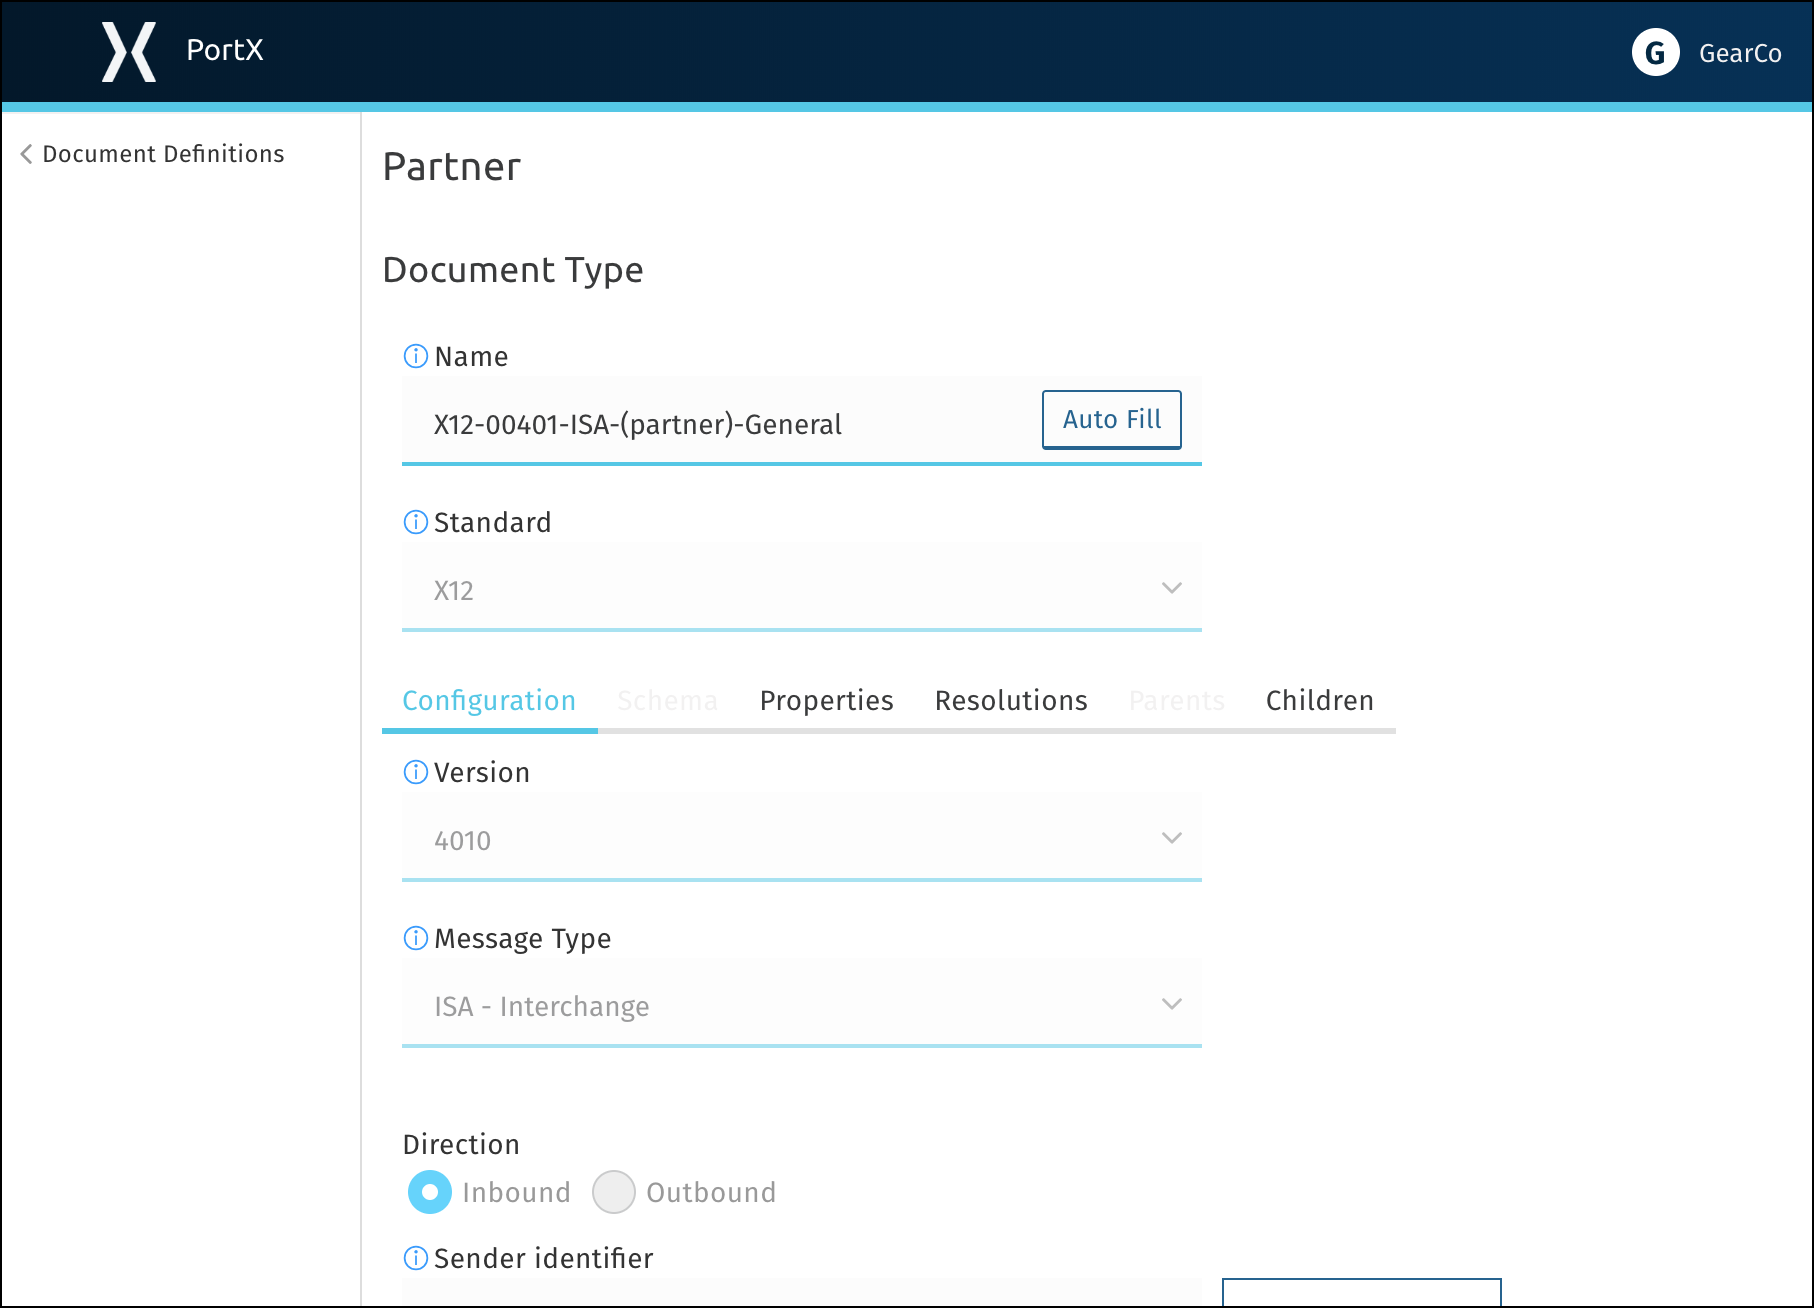 PortX
G GearCo
Document Definitions
Partner
Document Type
Name
X12-00401-ISA-(partner)-General
Auto Fill
Standard
X12
Configuration Schema Properties Resolutions Parents Children
Version
4010
Message Type
ISA - Interchange
Direction
Inbound Outbound
Sender identifier